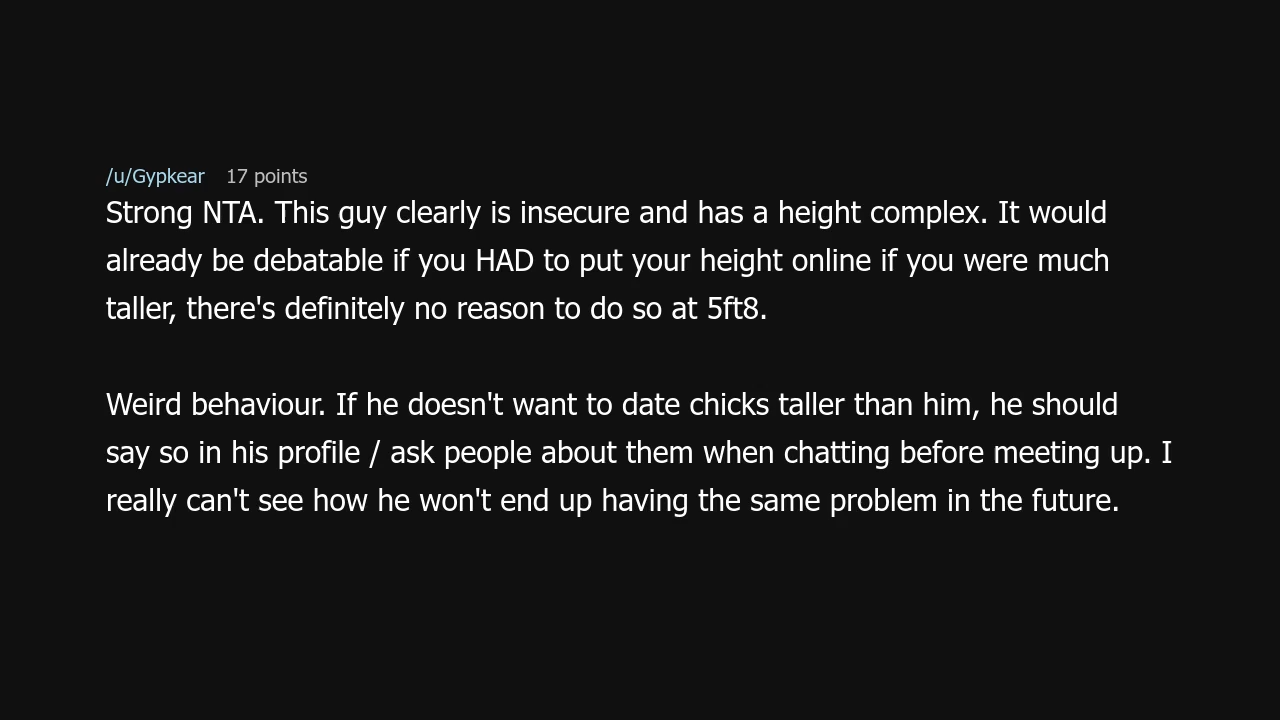 /u/Gypkear 17 points
Strong NTA. This guy clearly is insecure and has a height complex. It would
already be debatable if you HAD to put your height online if you were much
taller, there's definitely no reason to do so at 5ft8.
Weird behaviour. If he doesn't want to date chicks taller than him, he should
say so in his profile / ask people about them when chatting before meeting up. I
really can't see how he won't end up having the same problem in the future.